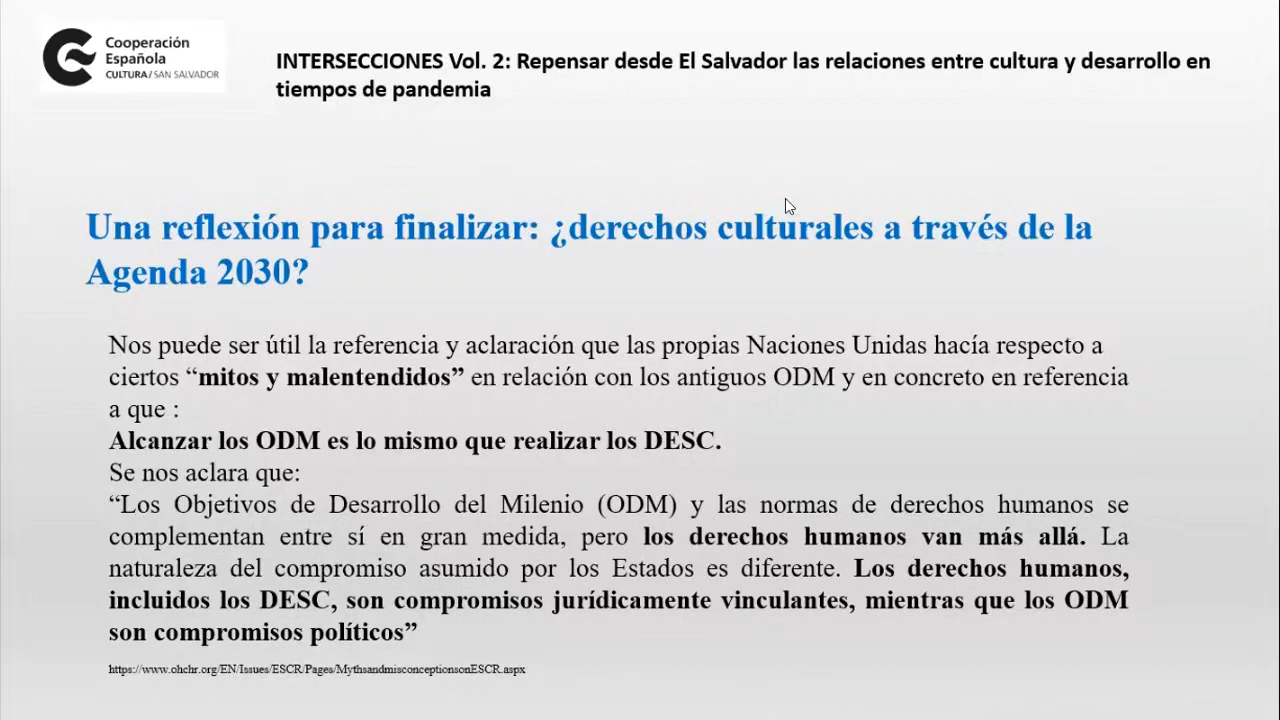 Cooperación
Española
CULTURA / SAN SALVADOR
INTERSECCIONES Vol. 2: Repensar desde El Salvador las relaciones entre cultura y desarrollo en
tiempos de pandemia
Una reflexión para finalizar: ¿derechos culturales a través de la
Agenda 2030?
Nos puede ser útil la referencia y aclaración que las propias Naciones Unidas hacía respecto a
ciertos “mitos y malentendidos” en relación con los antiguos ODM y en concreto en referencia
a que :
Alcanzar los ODM es lo mismo que realizar los DESC.
Se nos aclara que:
“Los Objetivos de Desarrollo del Milenio (ODM) y las normas de derechos humanos se
complementan entre sí en gran medida, pero los derechos humanos van más allá. La
naturaleza del compromiso asumido por los Estados es diferente. Los derechos humanos,
incluidos los DESC, son compromisos jurídicamente vinculantes, mientras que los ODM
son compromisos políticos”
https://www.ohchr.org/EN/Issues/ESCR/Pages/MythsandmisconceptionsonESCR.aspx